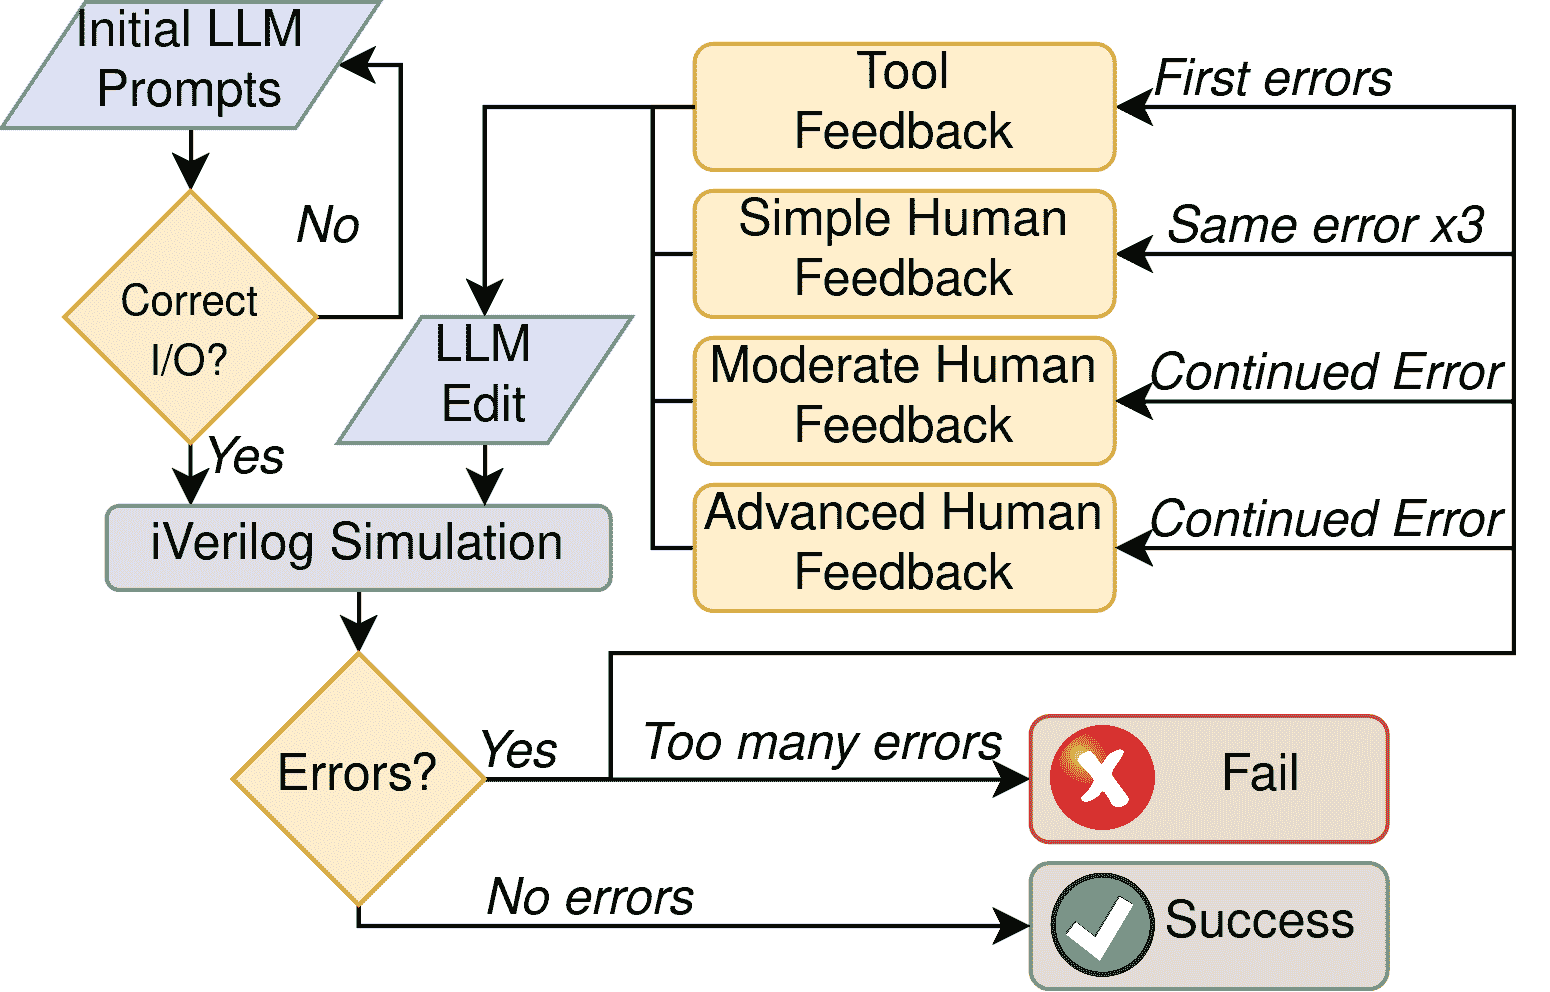 Initial LLM
Prompts
No
Correct
I/O?
Yes
LLM
Edit
iVerilog Simulation
Tool
Feedback
First errors
Simple Human
Feedback
Same error x3
Moderate Human
Feedback
Continued Error
Advanced Human
Feedback
Continued Error
Errors?
Yes
Too many errors
Fail
No errors
Success